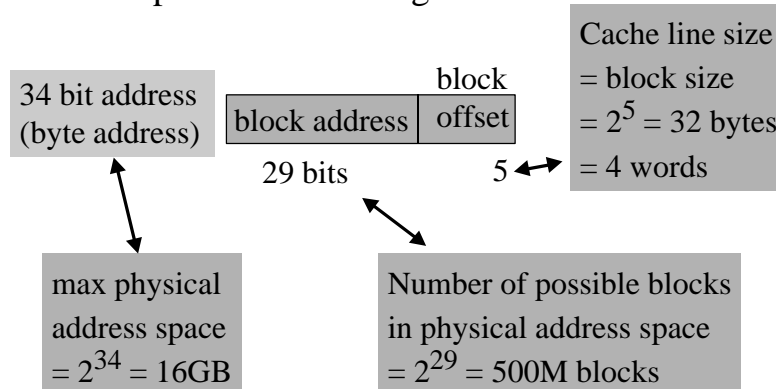 Cache line size
= block size
= 2^5 = 32 bytes
= 4 words
34 bit address
(byte address)
block
block address
offset
29 bits
5
max physical
address space
= 2^34 = 16GB
Number of possible blocks
in physical address space
= 2^29 = 500M blocks